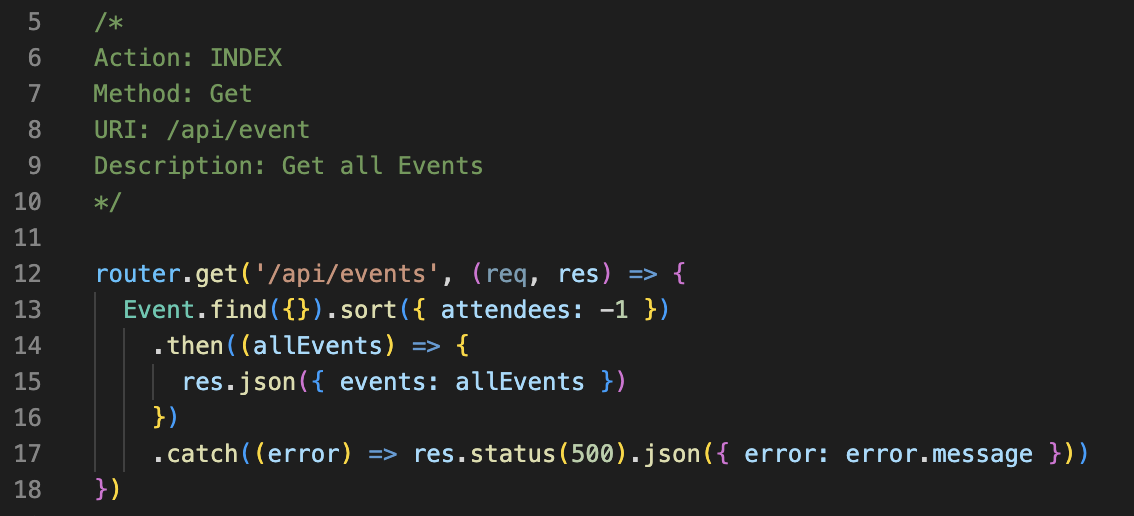 5 /*
6 Action: INDEX
7 Method: Get
8 URI: /api/event
9 Description: Get all Events
10 */
11
12 router.get('/api/events', (req, res) => {
13   Event.find({}).sort({ attendees: -1 })
14     .then((allEvents) => {
15       res.json({ events: allEvents })
16     })
17     .catch((error) => res.status(500).json({ error: error.message }))
18 })